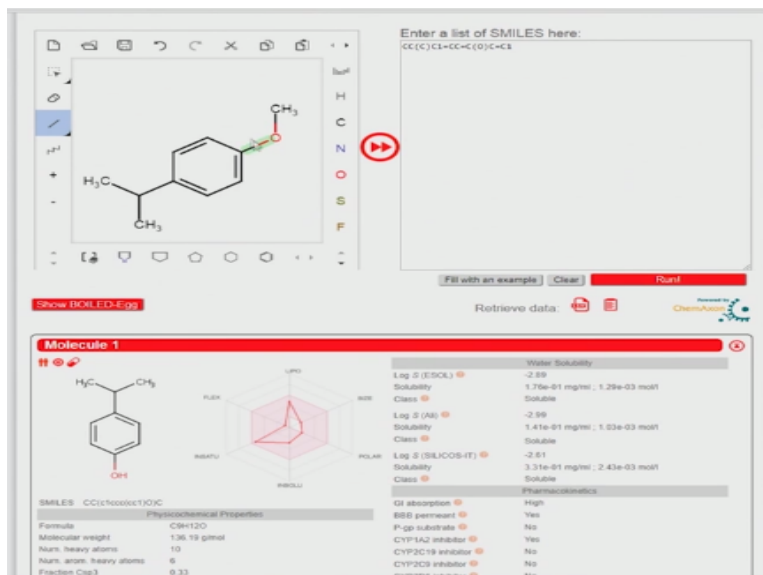 Enter a list of SMILES here:
CC(C)C1=CC=C(O)C=C1
H
C
N
O
S
F
CH3
O
H3C
CH3
+
-
Fill with an example
Clear
Run!
Show BOILED-Egg
Retrieve data:
Powered by
ChemAxon
Molecule 1
H3C
CH3
OH
LIPO
FLEX
SIZE
INSATU
POLAR
INSOLU
SMILES CC(c1ccc(cc1)O)C
Physicochemical Properties
Formula C9H12O
Molecular weight 136.19 g/mol
Num. heavy atoms 10
Num. arom. heavy atoms 6
Fraction Csp3 0.33
Water Solubility
Log S (ESOL) -2.89
Solubility 1.76e-01 mg/ml ; 1.29e-03 mol/l
Class Soluble
Log S (Ali) -2.99
Solubility 1.41e-01 mg/ml ; 1.03e-03 mol/l
Class Soluble
Log S (SILICOS-IT) -2.61
Solubility 3.31e-01 mg/ml ; 2.43e-03 mol/l
Class Soluble
Pharmacokinetics
GI absorption High
BBB permeant Yes
P-gp substrate No
CYP1A2 inhibitor Yes
CYP2C19 inhibitor No
CYP2C9 inhibitor No